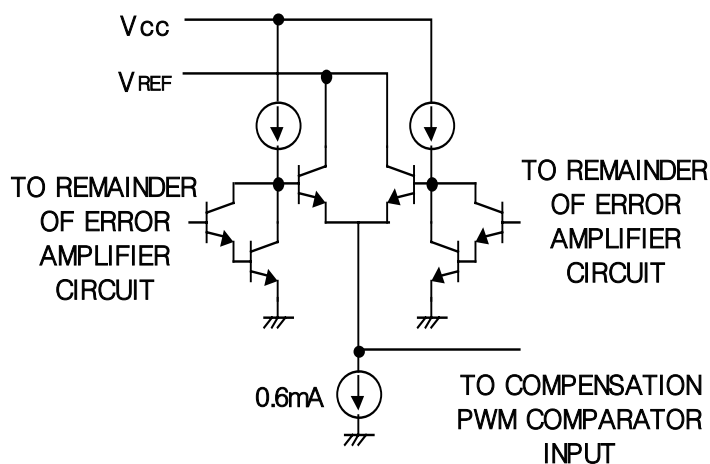 Vcc
VREF
TO REMAINDER
OF ERROR
AMPLIFIER
CIRCUIT
TO REMAINDER
OF ERROR
AMPLIFIER
CIRCUIT
0.6mA
TO COMPENSATION
PWM COMPARATOR
INPUT